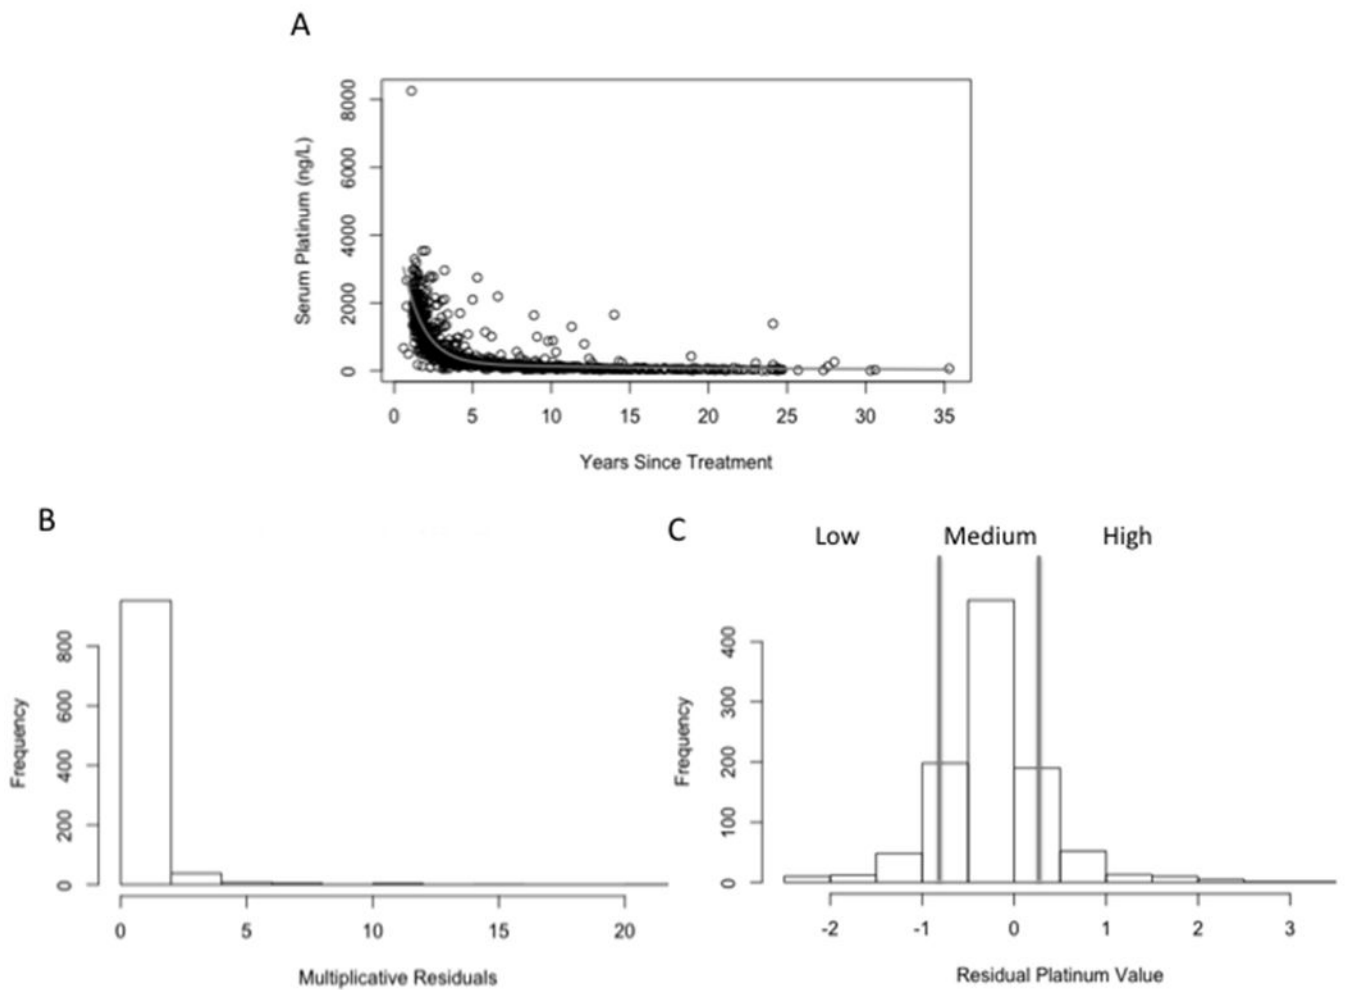 A
Serum Platinum (ng/L)
8000
6000
4000
2000
0
0 5 10 15 20 25 30 35
Years Since Treatment
B
Frequency
800
600
400
200
0
0 5 10 15 20
Multiplicative Residuals
C
Low Medium High
Frequency
400
300
200
100
0
-2 -1 0 1 2 3
Residual Platinum Value